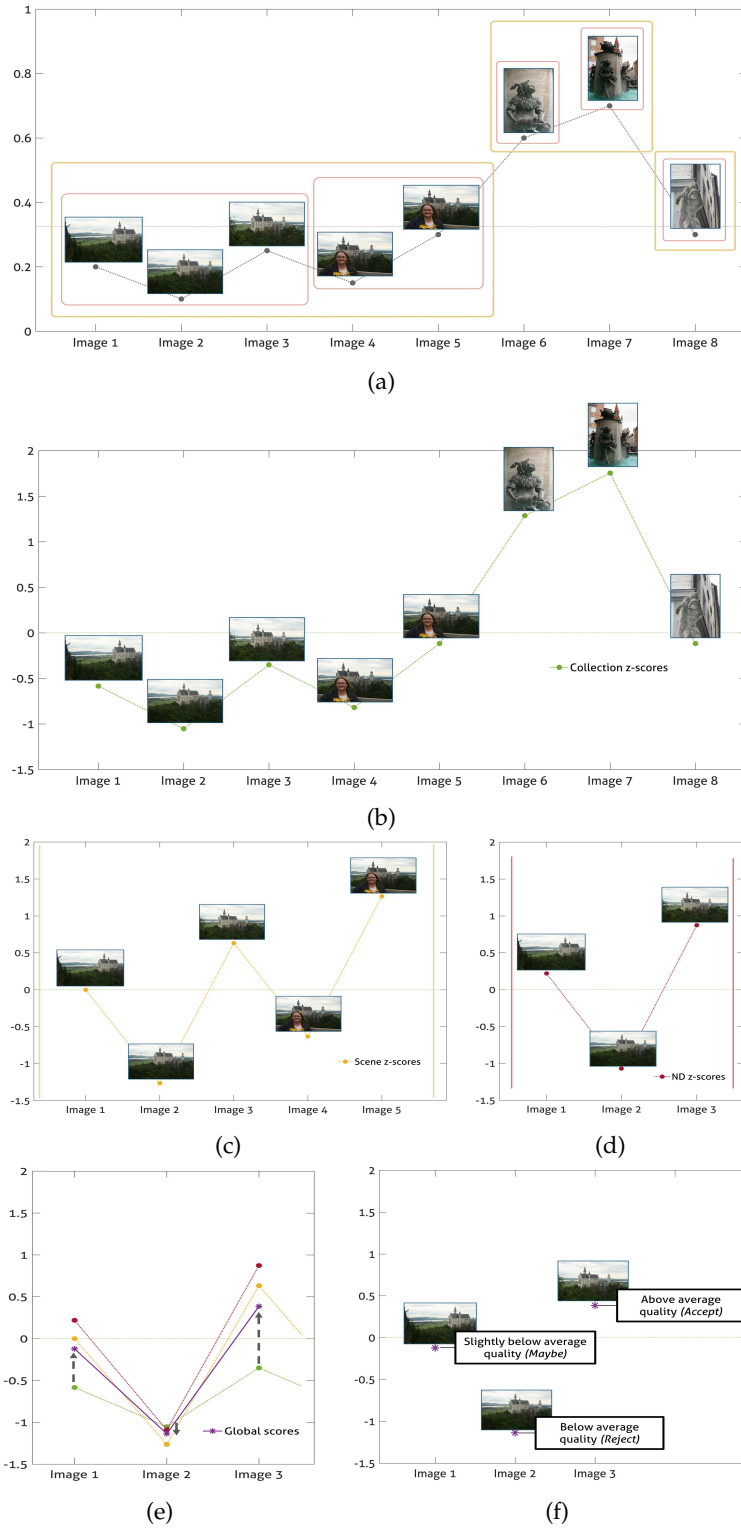 1
0.8
0.6
0.4
0.2
0
Image 1 Image 2 Image 3 Image 4 Image 5 Image 6 Image 7 Image 8
(a)
2
1.5
1
0.5
0
-0.5
-1
-1.5
Collection z-scores
Image 1 Image 2 Image 3 Image 4 Image 5 Image 6 Image 7 Image 8
(b)
2
1.5
1
0.5
0
-0.5
-1
-1.5
Scene z-scores
Image 1 Image 2 Image 3 Image 4 Image 5
(c)
2
1.5
1
0.5
0
-0.5
-1
-1.5
ND z-scores
Image 1 Image 2 Image 3
(d)
2
1.5
1
0.5
0
-0.5
-1
-1.5
Global scores
Image 1 Image 2 Image 3
(e)
2
1.5
1
0.5
0
-0.5
-1
-1.5
Above average
quality (Accept)
Slightly below average
quality (Maybe)
Below average
quality (Reject)
Image 1 Image 2 Image 3
(f)